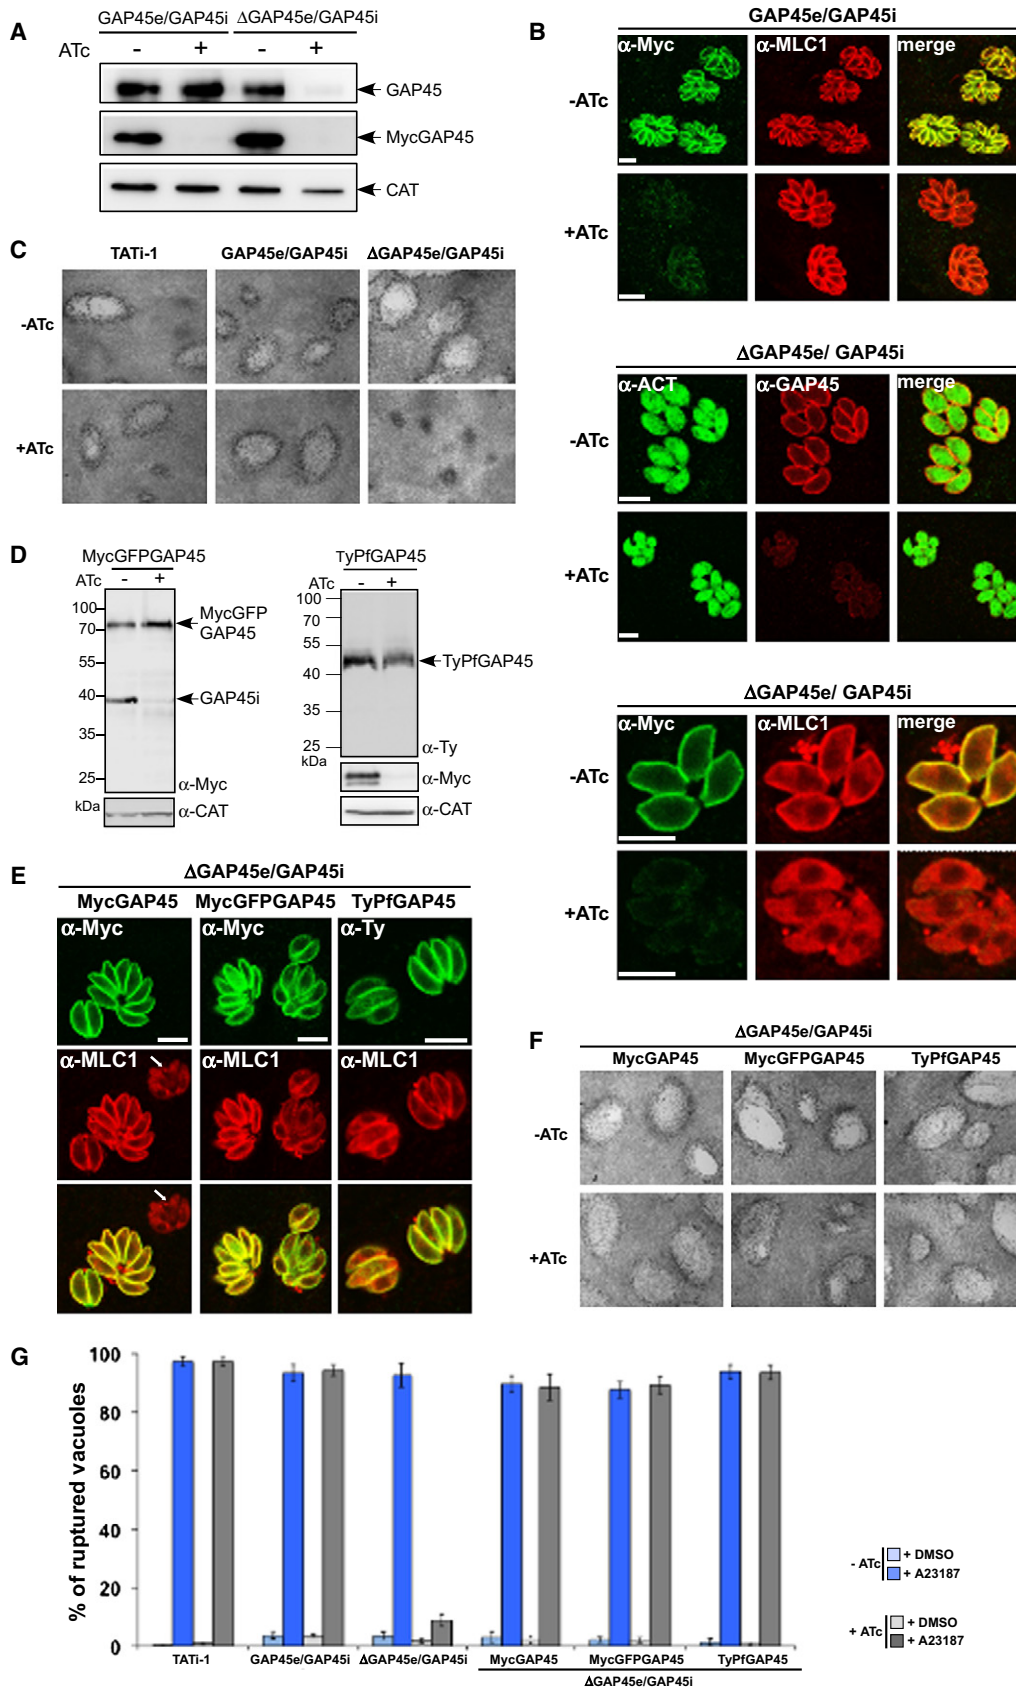 A
GAP45e/GAP45i ΔGAP45e/GAP45i
ATc - + - +
GAP45
MycGAP45
CAT
B
GAP45e/GAP45i
α-Myc α-MLC1 merge
-ATc
+ATc
ΔGAP45e/ GAP45i
α-ACT α-GAP45 merge
-ATc
+ATc
ΔGAP45e/ GAP45i
α-Myc α-MLC1 merge
-ATc
+ATc
C
TATi-1 GAP45e/GAP45i ΔGAP45e/GAP45i
-ATc
+ATc
D
MycGFPGAP45
ATc - +
100
70
55
40
35
25
kDa
MycGFP
GAP45
GAP45i
α-Myc
α-CAT
TyPfGAP45
ATc - +
100
70
55
40
35
25
kDa
TyPfGAP45
α-Ty
α-Myc
α-CAT
E
ΔGAP45e/GAP45i
MycGAP45 MycGFPGAP45 TyPfGAP45
α-Myc α-Myc α-Ty
α-MLC1 α-MLC1 α-MLC1
F
ΔGAP45e/GAP45i
MycGAP45 MycGFPGAP45 TyPfGAP45
-ATc
+ATc
G
% of ruptured vacuoles
100
80
60
40
20
0
TATi-1 GAP45e/GAP45i ΔGAP45e/GAP45i MycGAP45 MycGFPGAP45 TyPfGAP45
ΔGAP45e/GAP45i
- ATc + DMSO
+ A23187
+ ATc + DMSO
+ A23187